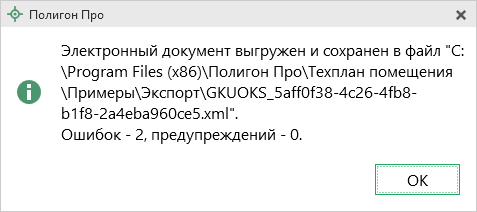 Полигон Про
Электронный документ выгружен и сохранен в файл "C:
\Program Files (x86)\Полигон Про\Техплан помещения
\Примеры\Экспорт\GKUOKS_5aff0f38-4c26-4fb8-
b1f8-2a4eba960ce5.xml".
Ошибок - 2, предупреждений - 0.
OK